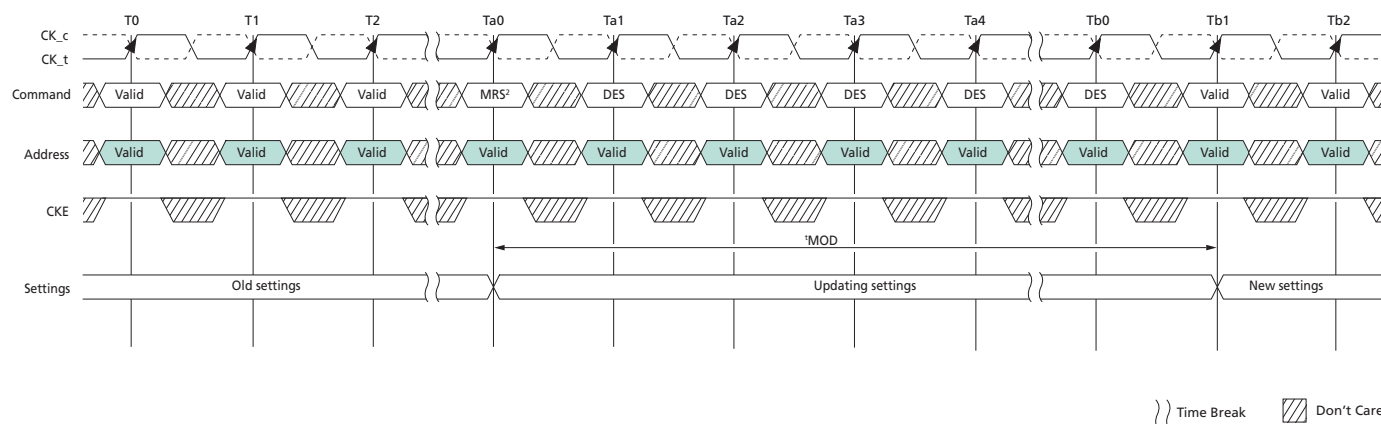 T0 T1 T2 Ta0 Ta1 Ta2 Ta3 Ta4 Tb0 Tb1 Tb2
CK_c
CK_t
Command Valid Valid Valid MRS² DES DES DES DES DES Valid Valid
Address Valid Valid Valid Valid Valid Valid Valid Valid Valid Valid Valid
CKE
tMOD
Settings Old settings Updating settings New settings
Time Break Don't Care